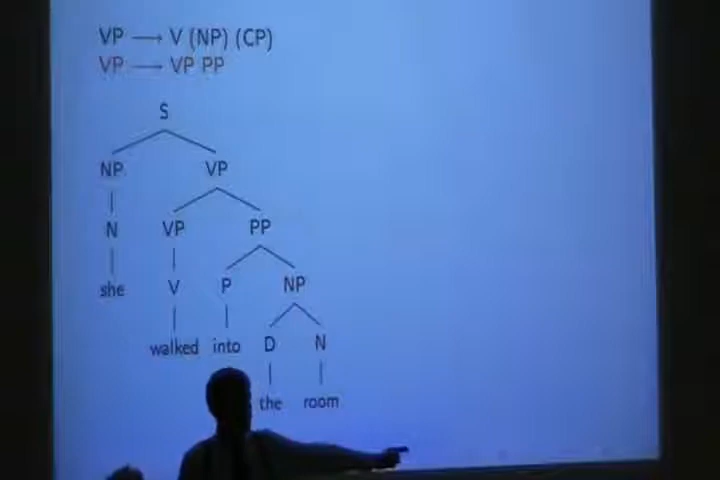 VP → V (NP) (CP)
VP → VP PP
S
NP VP
N VP PP
she V P NP
walked into D N
the room